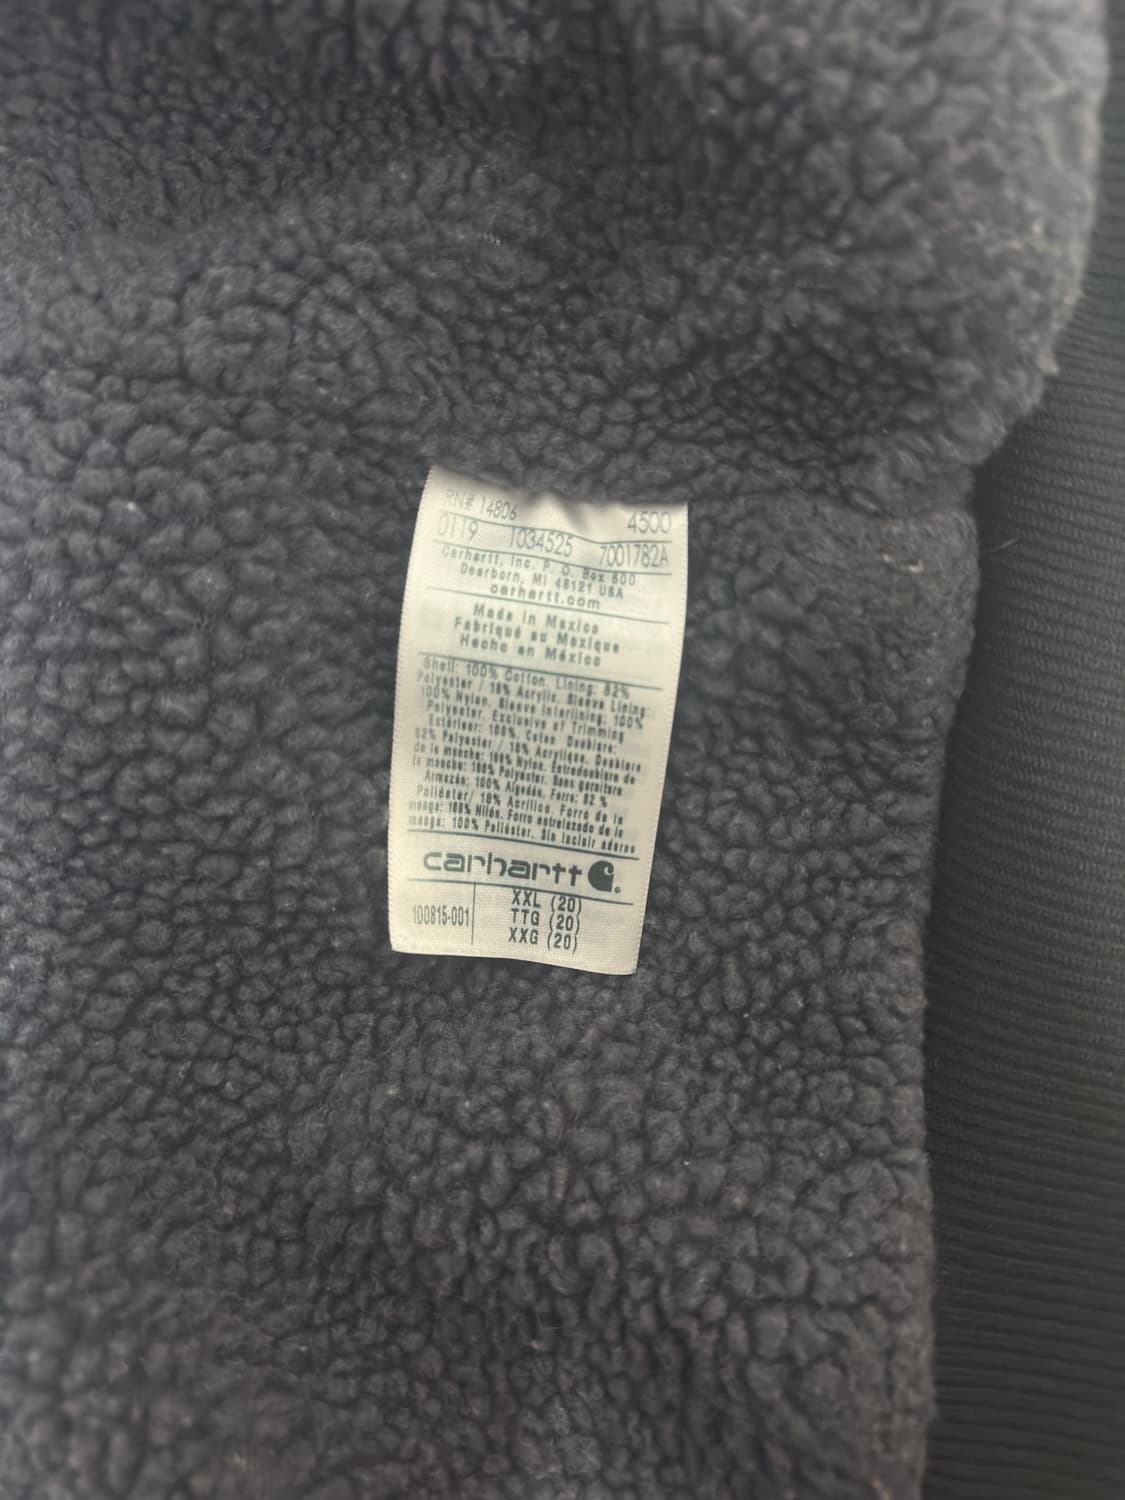 RN# 14806 4500
0119 1034525 7001782A
Carhartt, Inc. P.O. Box 600
Dearborn, MI 48121 USA
carhartt.com
Made in Mexico
Fabriqué au Mexique
Hecho en México
Shell: 100% Cotton. Lining: 82%
Polyester / 18% Acrylic. Sleeve Lining:
100% Nylon. Sleeve Interlining: 100%
Polyester. Exclusive of Trimming
Extérieur: 100%. Coton Doublure:
82% Polyester / 18% Acrylique. Doublure
de la manche: 100% Nylon. Entredoublure de
la manche: 100% Polyester. Sans garniture
Armazón: 100% Algodón. Forro: 82 %
Poliéster / 18% Acrílico. Forro de la
manga: 100% Nilón. Forro entrelazado de la
manga: 100% Poliéster. Sin incluir adorno
carhartt
100815-001
XXL (20)
TTG (20)
XXG (20)